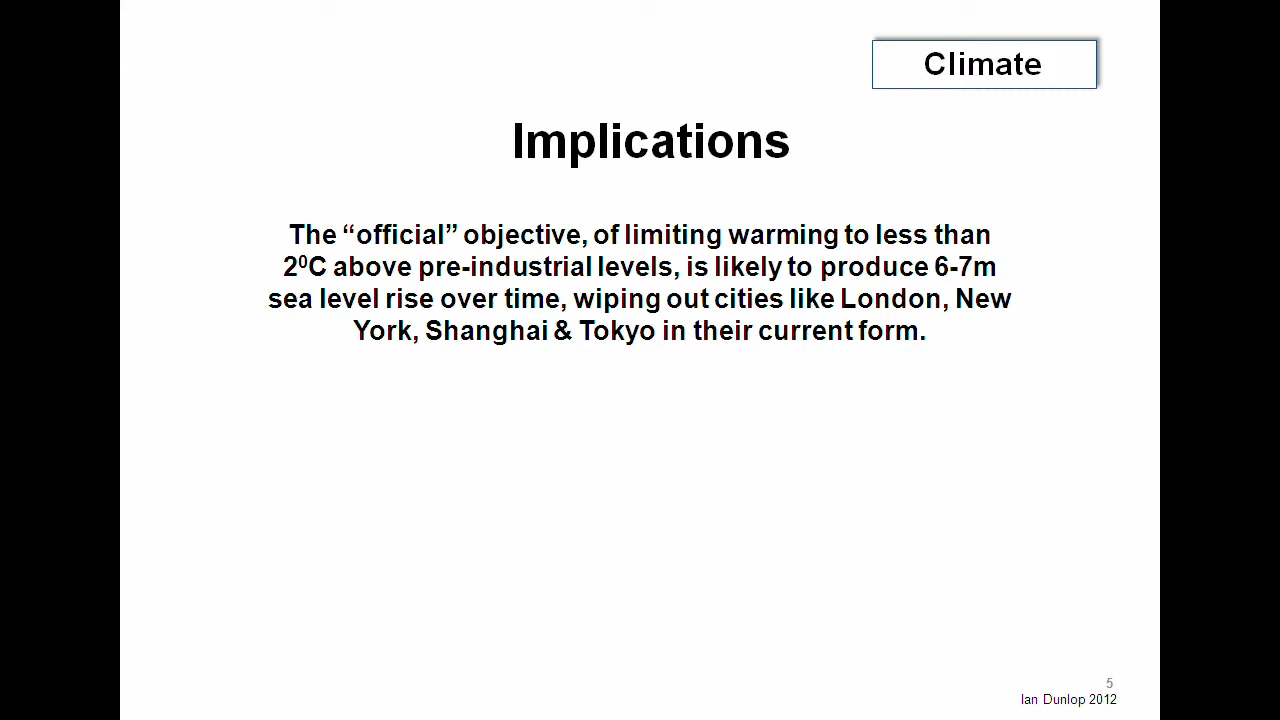 Climate
Implications
The “official” objective, of limiting warming to less than
2⁰C above pre-industrial levels, is likely to produce 6-7m
sea level rise over time, wiping out cities like London, New
York, Shanghai & Tokyo in their current form.
5
Ian Dunlop 2012